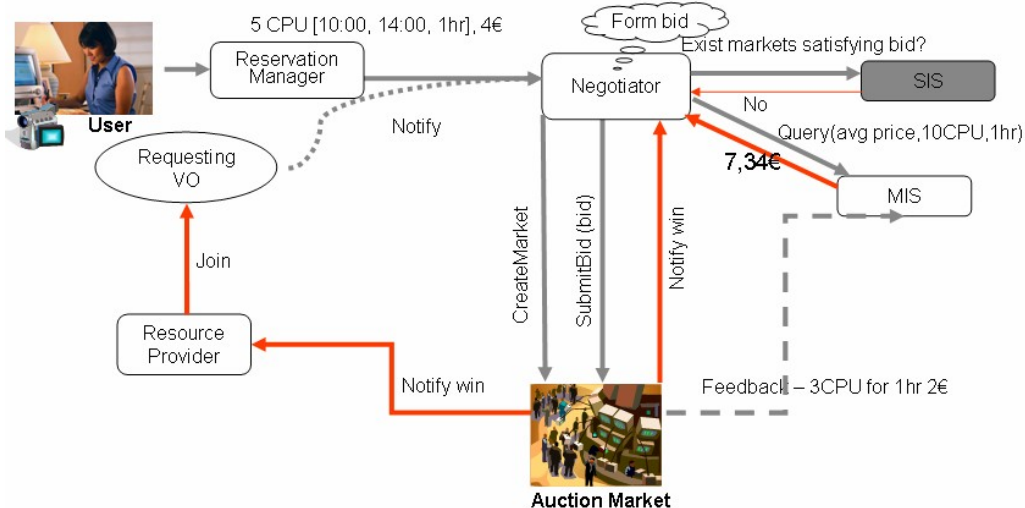 5 CPU [10:00, 14:00, 1hr], 4€
Form bid
Exist markets satisfying bid?
Reservation
Manager
Negotiator
SIS
User
Notify
No
Query(avg price,10CPU,1hr)
7,34€
Requesting
VO
MIS
CreateMarket
SubmitBid (bid)
Notify win
Join
Resource
Provider
Notify win
Feedback – 3CPU for 1hr 2€
Auction Market